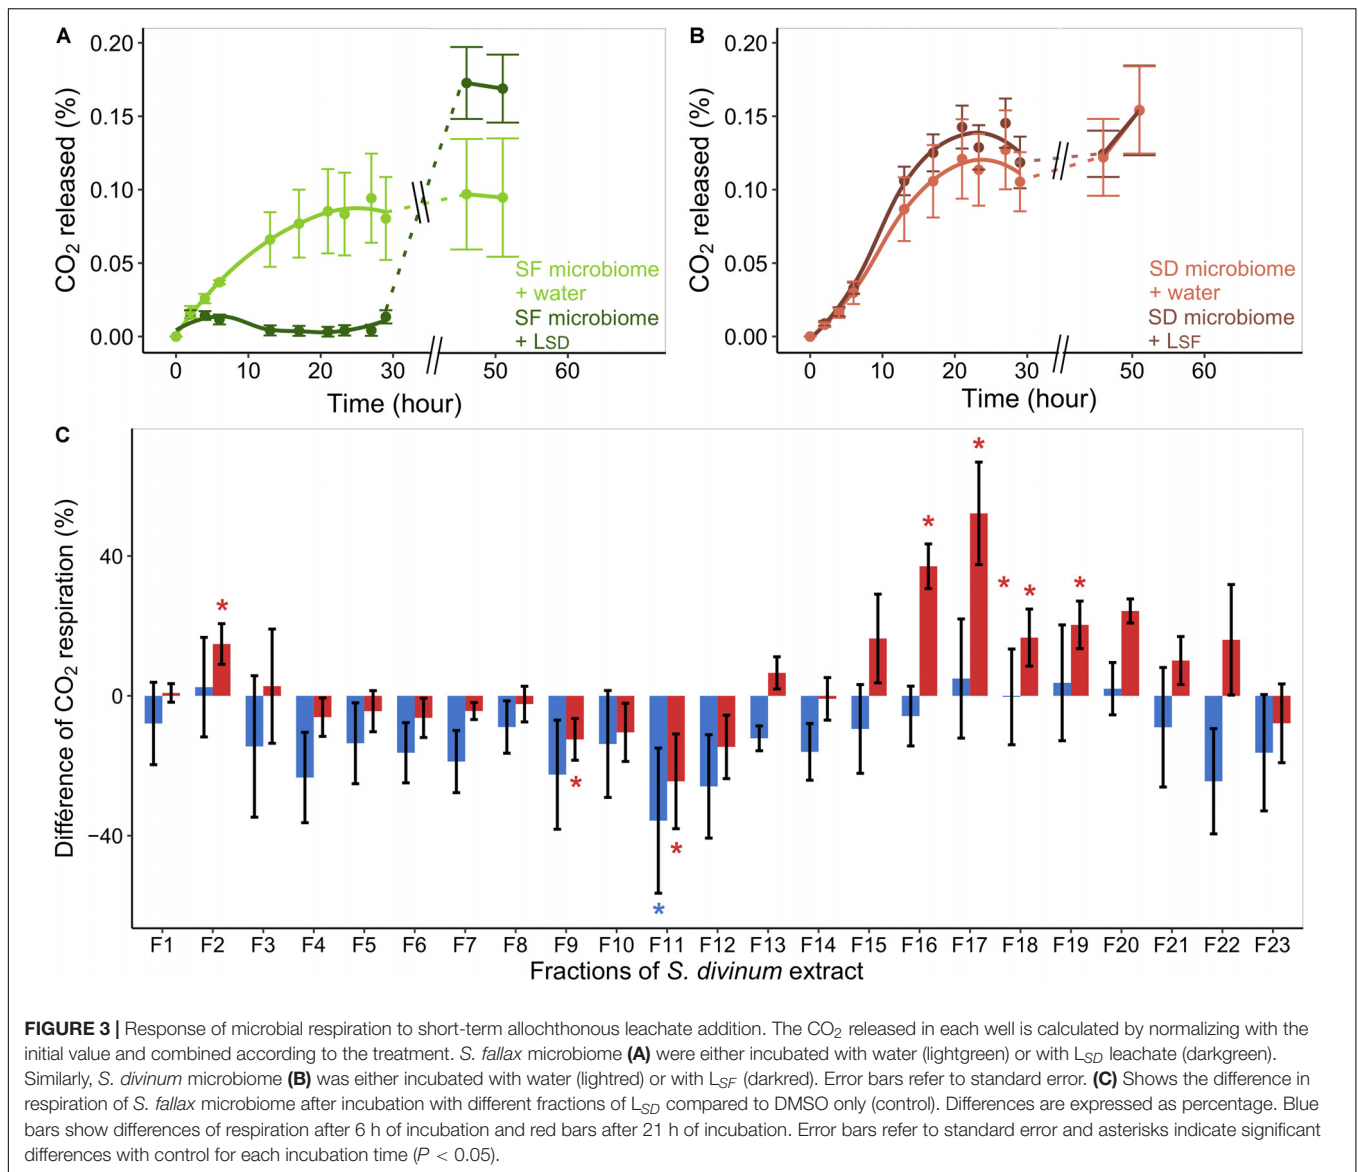 A
B
0.20
0.15
0.10
0.05
0.00
CO2 released (%)
SF microbiome
+ water
SF microbiome
+ LSD
0 10 20 30 50 60
Time (hour)
0.20
0.15
0.10
0.05
0.00
CO2 released (%)
SD microbiome
+ water
SD microbiome
+ LSF
0 10 20 30 50 60
Time (hour)
C
Différence of CO2 respiration (%)
40
0
−40
* * * * * * * * * *
F1 F2 F3 F4 F5 F6 F7 F8 F9 F10 F11 F12 F13 F14 F15 F16 F17 F18 F19 F20 F21 F22 F23
Fractions of S. divinum extract
FIGURE 3 | Response of microbial respiration to short-term allochthonous leachate addition. The CO2 released in each well is calculated by normalizing with the
initial value and combined according to the treatment. S. fallax microbiome (A) were either incubated with water (lightgreen) or with LSD leachate (darkgreen).
Similarly, S. divinum microbiome (B) was either incubated with water (lightred) or with LSF (darkred). Error bars refer to standard error. (C) Shows the difference in
respiration of S. fallax microbiome after incubation with different fractions of LSD compared to DMSO only (control). Differences are expressed as percentage. Blue
bars show differences of respiration after 6 h of incubation and red bars after 21 h of incubation. Error bars refer to standard error and asterisks indicate significant
differences with control for each incubation time (P < 0.05).